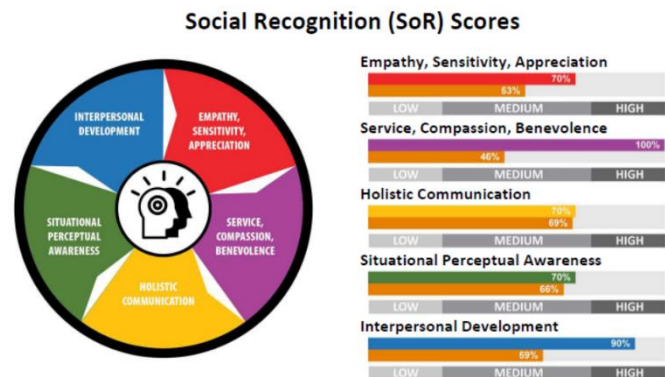 Social Recognition (SoR) Scores
INTERPERSONAL
DEVELOPMENT
EMPATHY,
SENSITIVITY,
APPRECIATION
SITUATIONAL
PERCEPTUAL
AWARENESS
SERVICE,
COMPASSION,
BENEVOLENCE
HOLISTIC
COMMUNICATION
Empathy, Sensitivity, Appreciation
70%
53%
LOW MEDIUM HIGH
Service, Compassion, Benevolence
100%
46%
LOW MEDIUM HIGH
Holistic Communication
70%
69%
LOW MEDIUM HIGH
Situational Perceptual Awareness
70%
66%
LOW MEDIUM HIGH
Interpersonal Development
90%
59%
LOW MEDIUM HIGH